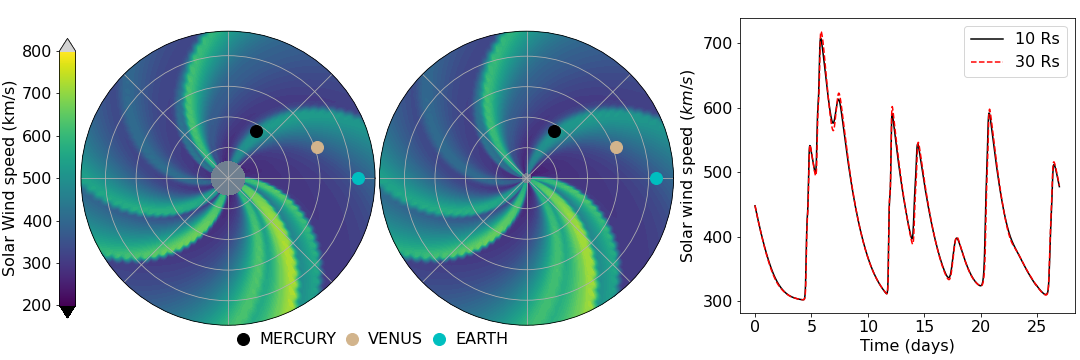 Solar Wind speed (km/s)
800
700
600
500
400
300
200
MERCURY VENUS EARTH
Solar wind speed (km/s)
700
600
500
400
300
10 Rs
30 Rs
0 5 10 15 20 25
Time (days)